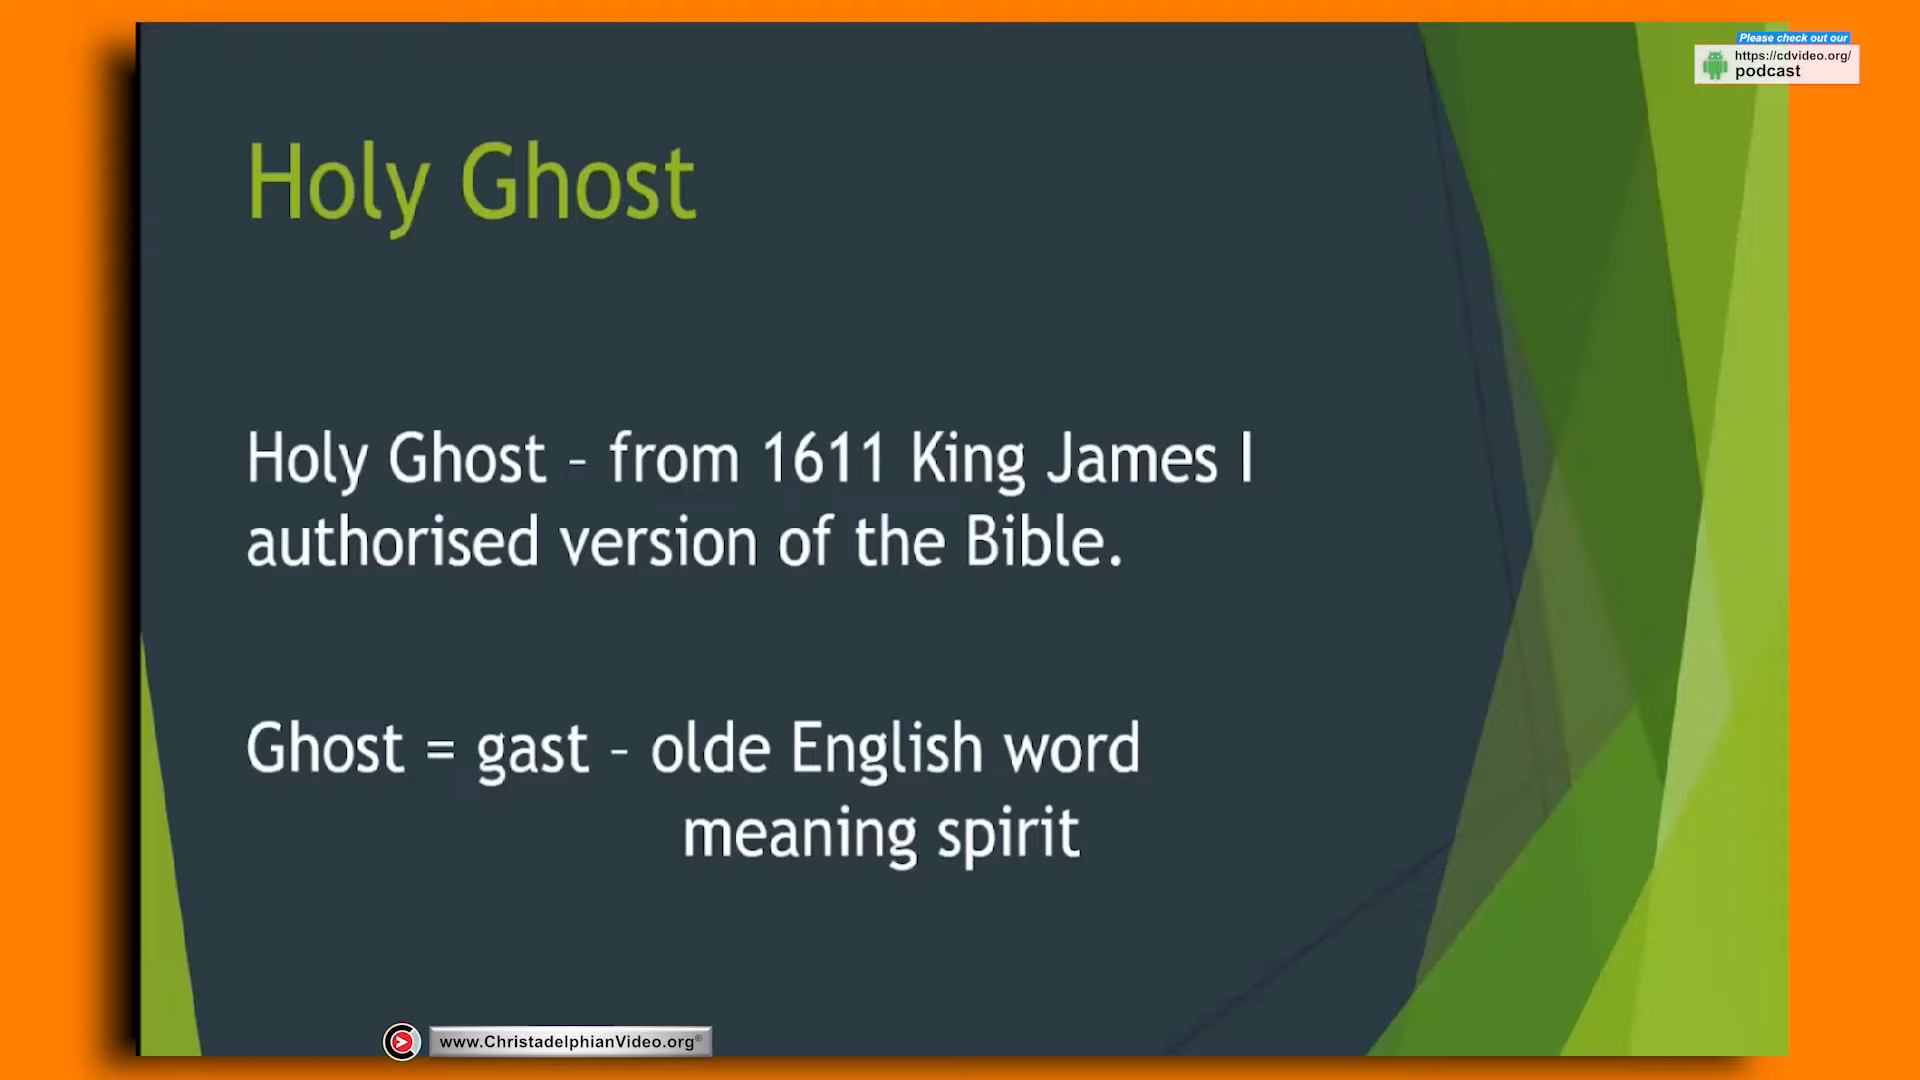 Please check out our
https://cdvideo.org/
podcast
Holy Ghost
Holy Ghost – from 1611 King James I
authorised version of the Bible.
Ghost = gast – olde English word
meaning spirit
www.ChristadelphianVideo.org®